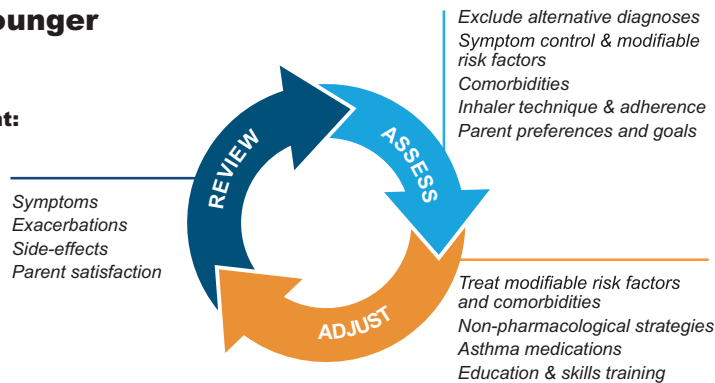 ounger
nt:
REVIEW
ASSESS
ADJUST
Exclude alternative diagnoses
Symptom control & modifiable
risk factors
Comorbidities
Inhaler technique & adherence
Parent preferences and goals
Symptoms
Exacerbations
Side-effects
Parent satisfaction
Treat modifiable risk factors
and comorbidities
Non-pharmacological strategies
Asthma medications
Education & skills training